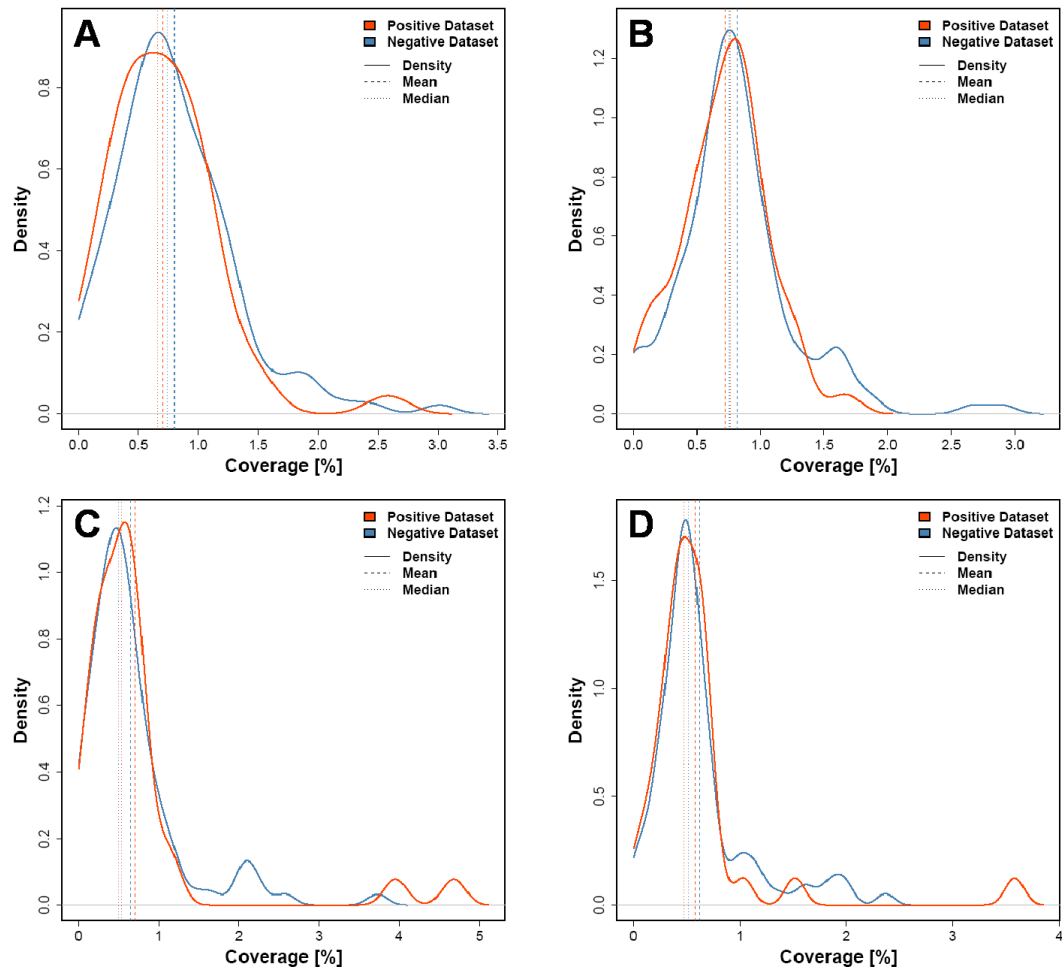 A
Positive Dataset
Negative Dataset
Density
Mean
Median
Density
0.0
0.2
0.4
0.6
0.8
0.0
0.5
1.0
1.5
2.0
2.5
3.0
3.5
Coverage [%]
B
Positive Dataset
Negative Dataset
Density
Mean
Median
Density
0.0
0.2
0.4
0.6
0.8
1.0
1.2
0.0
0.5
1.0
1.5
2.0
2.5
3.0
Coverage [%]
C
Positive Dataset
Negative Dataset
Density
Mean
Median
Density
0.0
0.2
0.4
0.6
0.8
1.0
1.2
0
1
2
3
4
5
Coverage [%]
D
Positive Dataset
Negative Dataset
Density
Mean
Median
Density
0.0
0.5
1.0
1.5
0
1
2
3
4
Coverage [%]